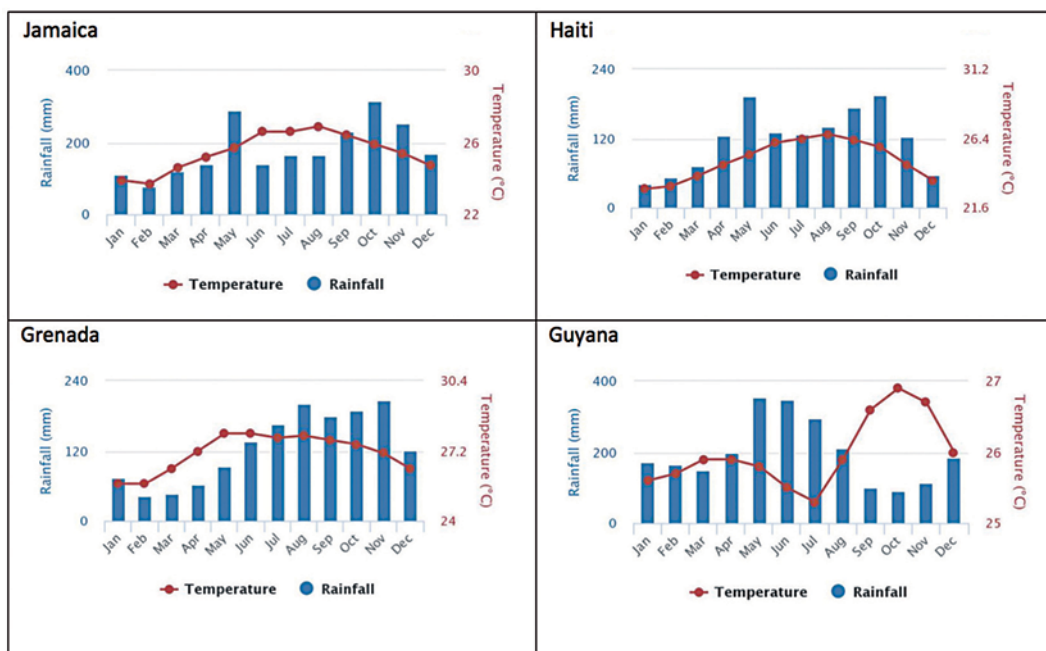 Jamaica
400
30
200
26
0
22
Rainfall (mm)
Temperature (°C)
Jan Feb Mar Apr May Jun Jul Aug Sep Oct Nov Dec
Temperature Rainfall
Haiti
240
31.2
120
26.4
0
21.6
Rainfall (mm)
Temperature (°C)
Jan Feb Mar Apr May Jun Jul Aug Sep Oct Nov Dec
Temperature Rainfall
Grenada
240
30.4
120
27.2
0
24
Rainfall (mm)
Temperature (°C)
Jan Feb Mar Apr May Jun Jul Aug Sep Oct Nov Dec
Temperature Rainfall
Guyana
400
27
200
26
0
25
Rainfall (mm)
Temperature (°C)
Jan Feb Mar Apr May Jun Jul Aug Sep Oct Nov Dec
Temperature Rainfall